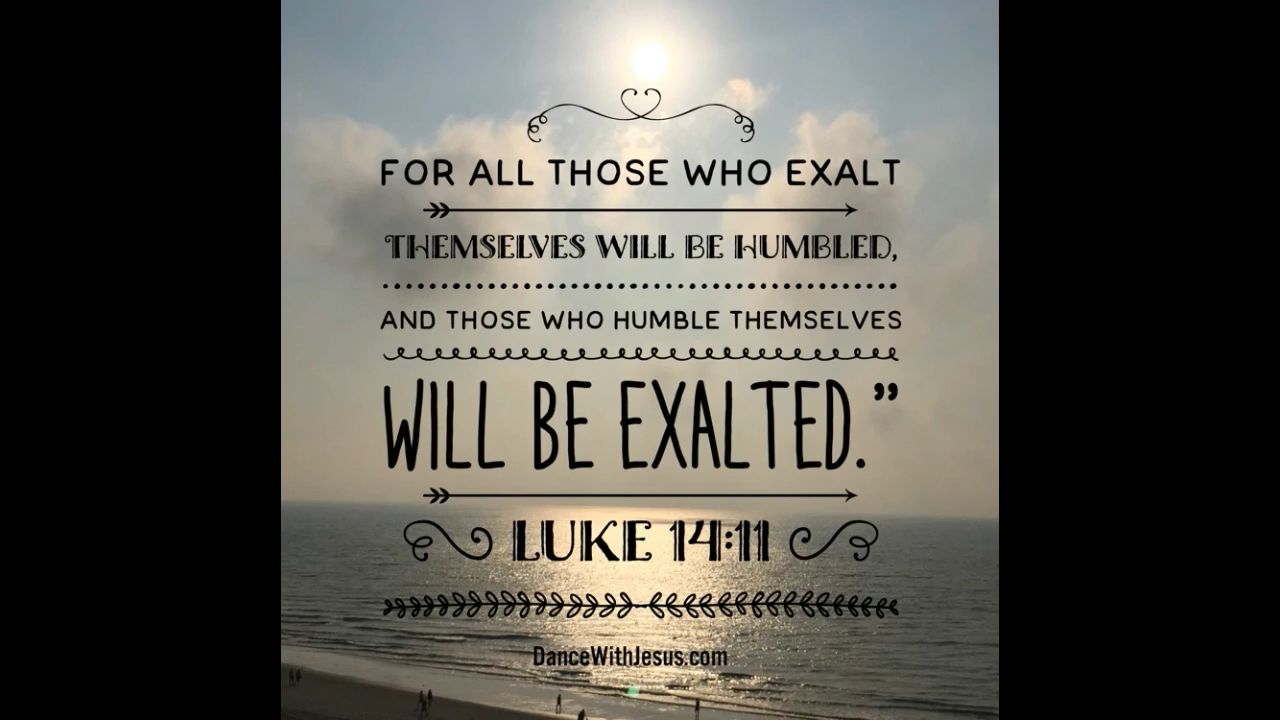 FOR ALL THOSE WHO EXALT
THEMSELVES WILL BE HUMBLED,
AND THOSE WHO HUMBLE THEMSELVES
WILL BE EXALTED.”
LUKE 14:11
DanceWithJesus.com